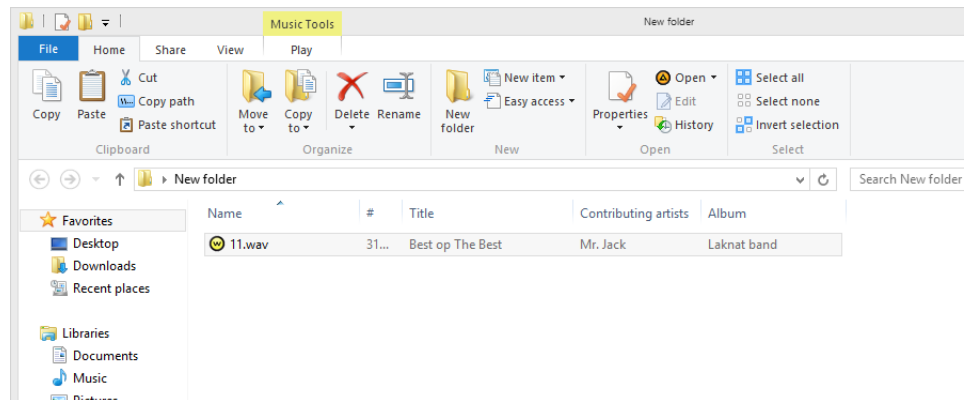 Music Tools New folder
File Home Share View Play
Copy Paste Cut Copy path Paste shortcut
Move to Copy to Delete Rename
New folder New item Easy access
Properties Open Edit History
Select all Select none Invert selection
Clipboard Organize New Open Select
New folder Search New folder
Favorites
Desktop
Downloads
Recent places
Libraries
Documents
Music
Pictures
Name # Title Contributing artists Album
11.wav 31... Best op The Best Mr. Jack Laknat band